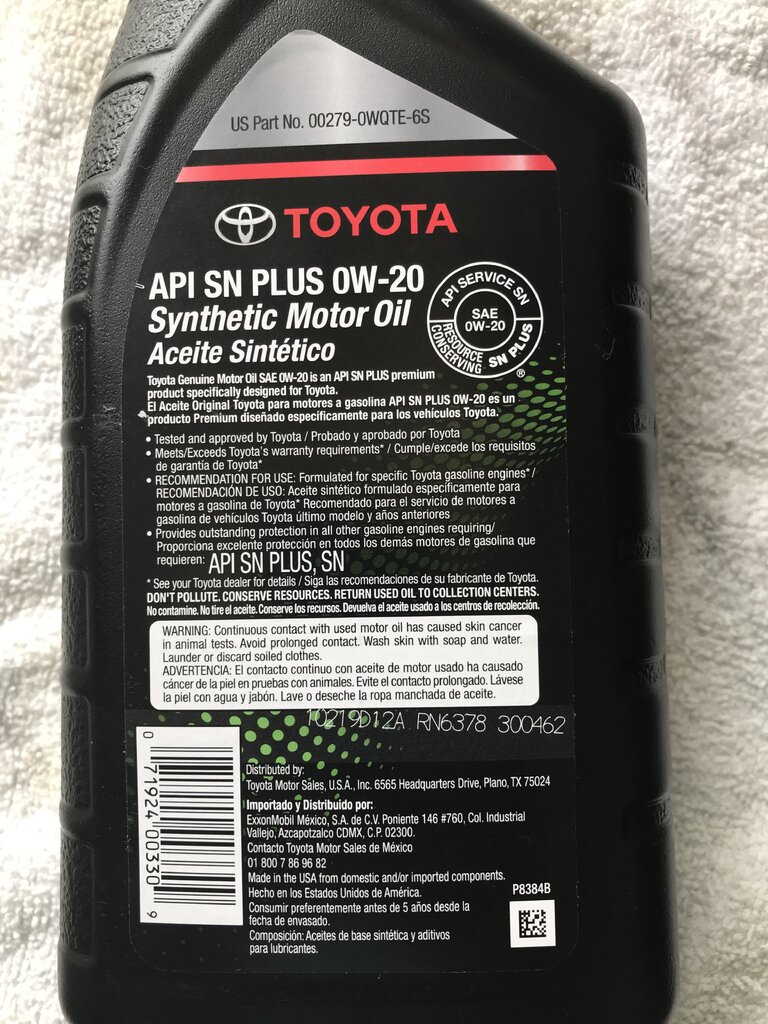 US Part No. 00279-0WQTE-6S
TOYOTA
API SN PLUS 0W-20
Synthetic Motor Oil
Aceite Sintético
API SERVICE SN
SAE
0W-20
RESOURCE
CONSERVING
SN PLUS
®
Toyota Genuine Motor Oil SAE 0W-20 is an API SN PLUS premium
product specifically designed for Toyota.
El Aceite Original Toyota para motores a gasolina API SN PLUS 0W-20 es un
producto Premium diseñado específicamente para los vehículos Toyota.
• Tested and approved by Toyota / Probado y aprobado por Toyota
• Meets/Exceeds Toyota's warranty requirements* / Cumple/excede los requisitos
de garantía de Toyota*
• RECOMMENDATION FOR USE: Formulated for specific Toyota gasoline engines* /
RECOMENDACIÓN DE USO: Aceite sintético formulado específicamente para
motores a gasolina de Toyota* Recomendado para el servicio de motores a
gasolina de vehículos Toyota último modelo y años anteriores
• Provides outstanding protection in all other gasoline engines requiring/
Proporciona excelente protección en todos los demás motores de gasolina que
requieren: API SN PLUS, SN
* See your Toyota dealer for details / Siga las recomendaciones de su fabricante de Toyota.
DON'T POLLUTE. CONSERVE RESOURCES. RETURN USED OIL TO COLLECTION CENTERS.
No contamine. No tire el aceite. Conserve los recursos. Devuelva el aceite usado a los centros de recolección.
WARNING: Continuous contact with used motor oil has caused skin cancer
in animal tests. Avoid prolonged contact. Wash skin with soap and water.
Launder or discard soiled clothes.
ADVERTENCIA: El contacto continuo con aceite de motor usado ha causado
cáncer de la piel en pruebas con animales. Evite el contacto prolongado. Lávese
la piel con agua y jabón. Lave o deseche la ropa manchada de aceite.
10219D12A RN6378 300462
0 71924 00330 9
Distributed by:
Toyota Motor Sales, U.S.A., Inc. 6565 Headquarters Drive, Plano, TX 75024
Importado y Distribuido por:
ExxonMobil México, S.A. de C.V. Poniente 146 #760, Col. Industrial
Vallejo, Azcapotzalco CDMX, C.P. 02300.
Contacto Toyota Motor Sales de México
01 800 7 86 96 82
Made in the USA from domestic and/or imported components.
Hecho en los Estados Unidos de América.
Consumir preferentemente antes de 5 años desde la
fecha de envasado.
Composición: Aceites de base sintética y aditivos
para lubricantes.
P8384B